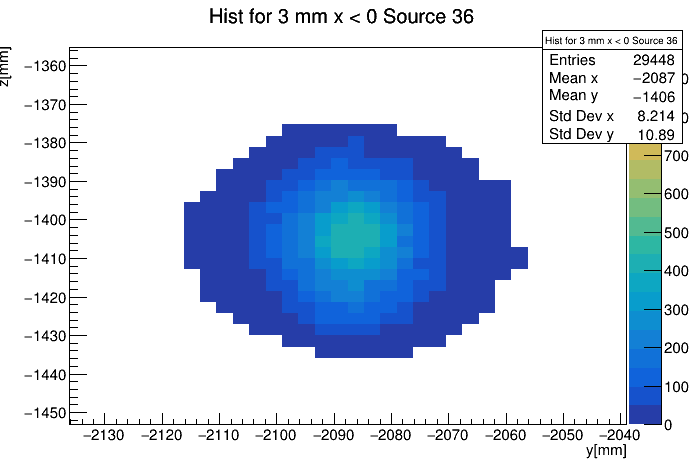 Hist for 3 mm x < 0 Source 36
Hist for 3 mm x < 0 Source 36
Entries 29448
Mean x −2087
Mean y −1406
Std Dev x 8.214
Std Dev y 10.89
z[mm]
−1360
−1370
−1380
−1390
−1400
−1410
−1420
−1430
−1440
−1450
0
0
700
600
500
400
300
200
100
0
−2130 −2120 −2110 −2100 −2090 −2080 −2070 −2060 −2050 −2040
y[mm]